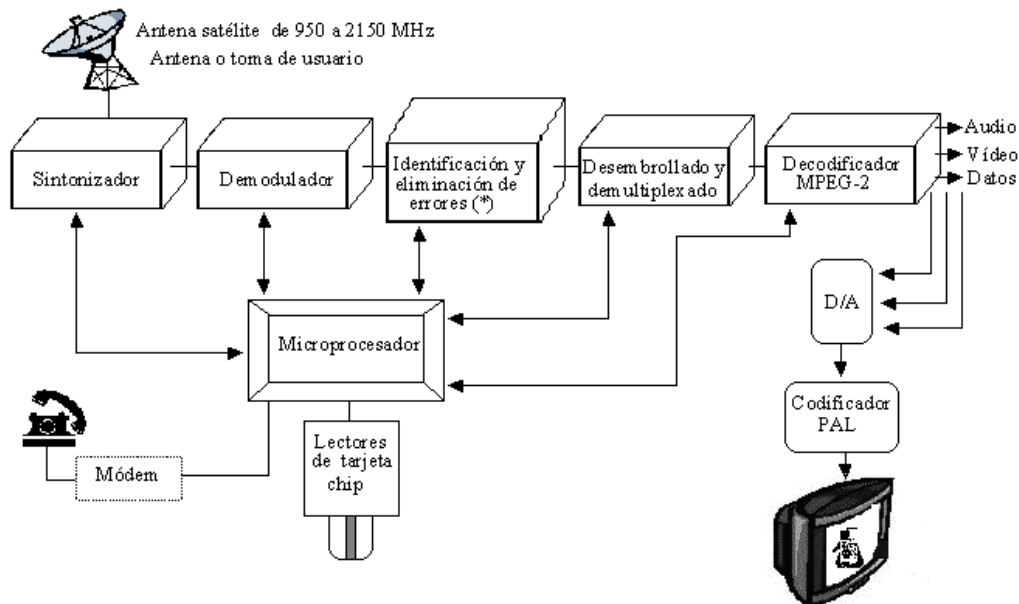 Antena satélite de 950 a 2150 MHz
Antena o toma de usuario
Sintonizador
Demodulador
Identificación y
eliminación de
errores (*)
Desembrollado y
demultiplexado
Decodificador
MPEG-2
Audio
Vídeo
Datos
D/A
Microprocesador
Codificador
PAL
Lectores
de tarjeta
chip
Módem